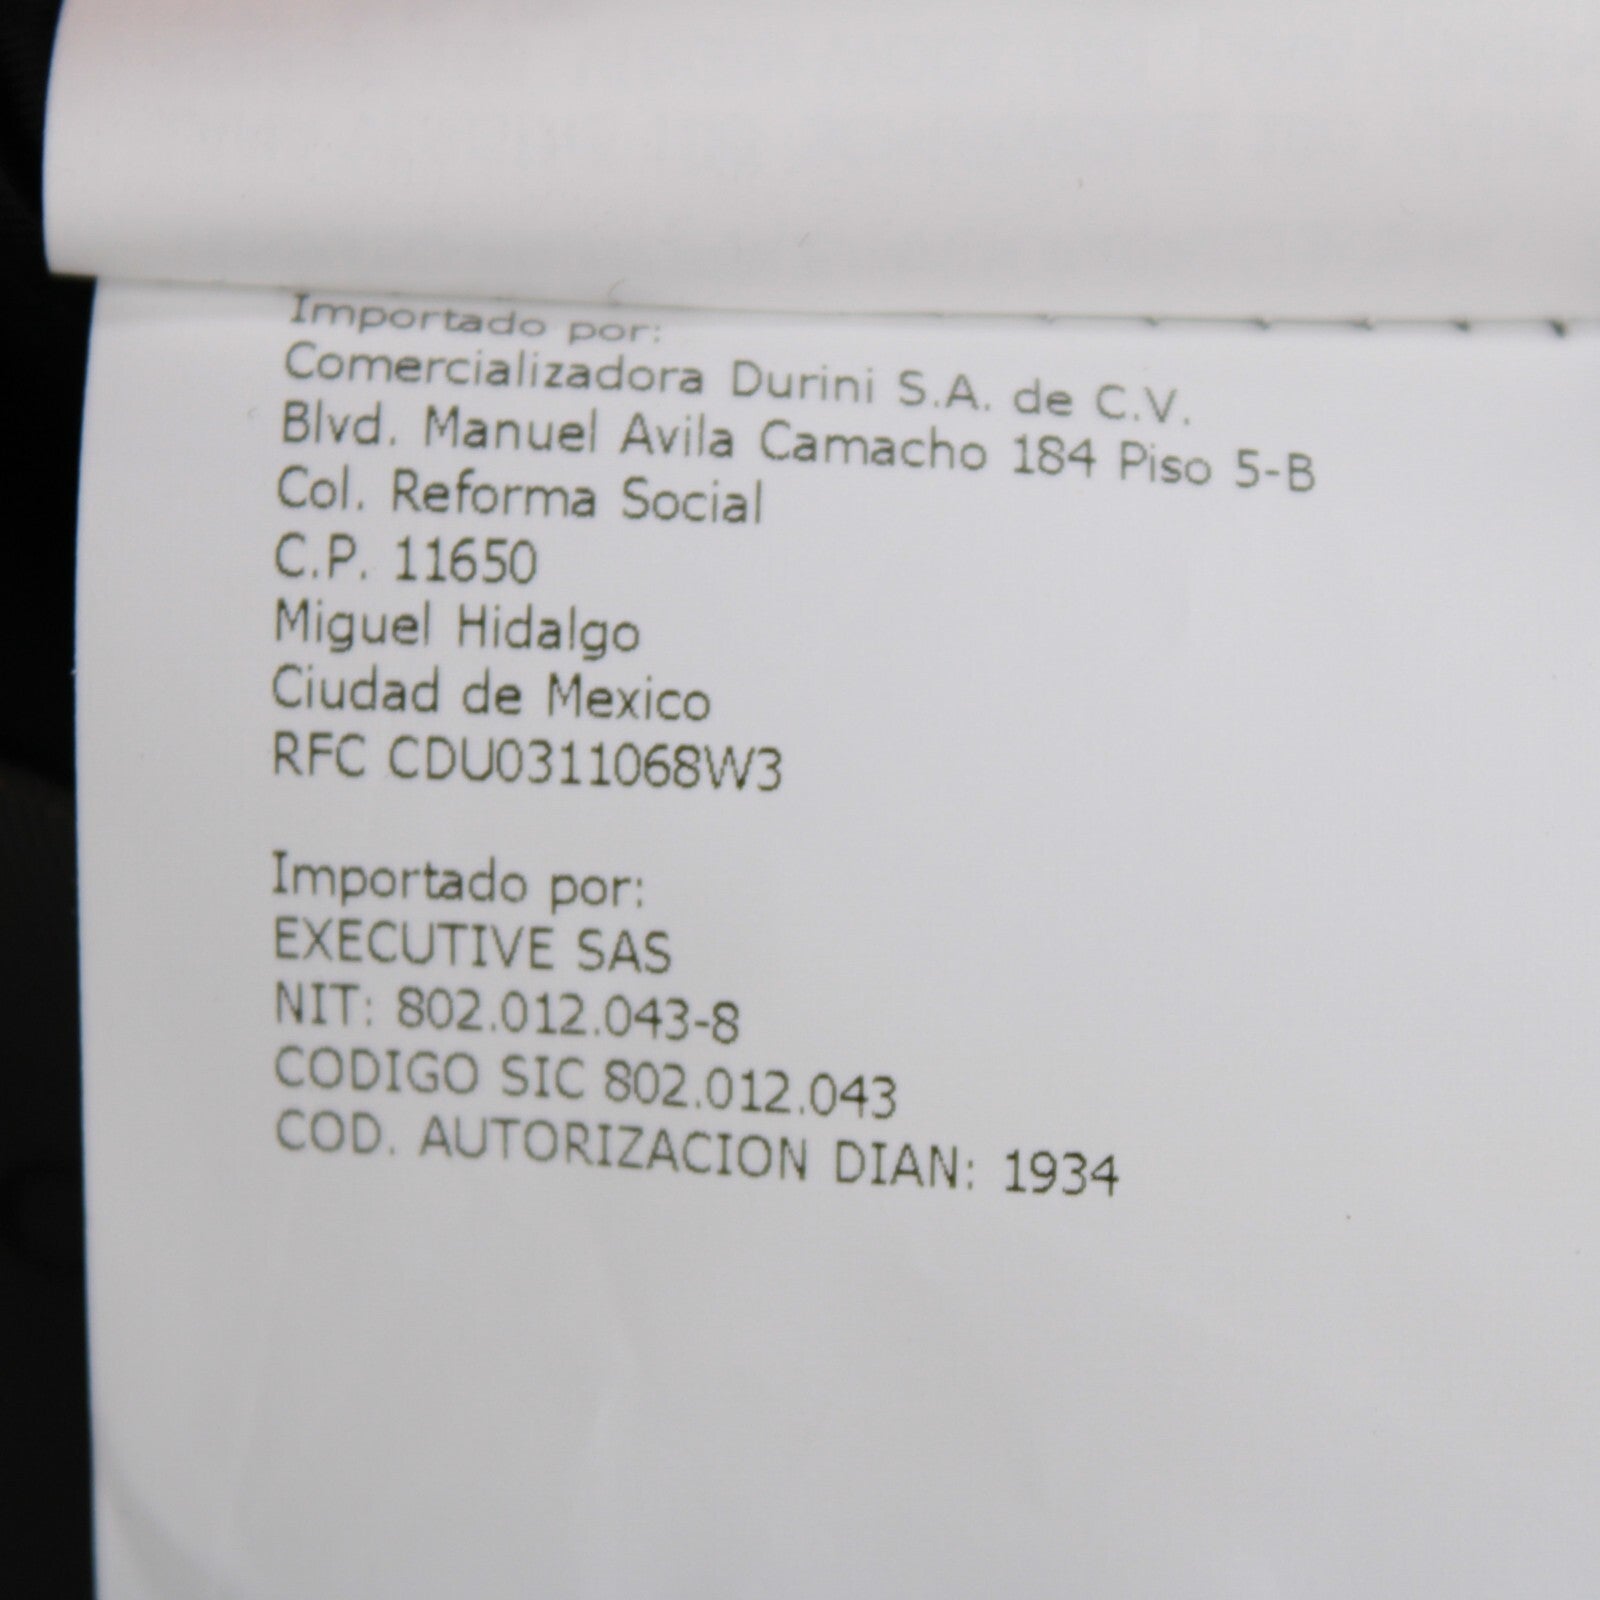 Importado por:
Comercializadora Durini S.A. de C.V.
Blvd. Manuel Avila Camacho 184 Piso 5-B
Col. Reforma Social
C.P. 11650
Miguel Hidalgo
Ciudad de Mexico
RFC CDU0311068W3
Importado por:
EXECUTIVE SAS
NIT: 802.012.043-8
CODIGO SIC 802.012.043
COD. AUTORIZACION DIAN: 1934